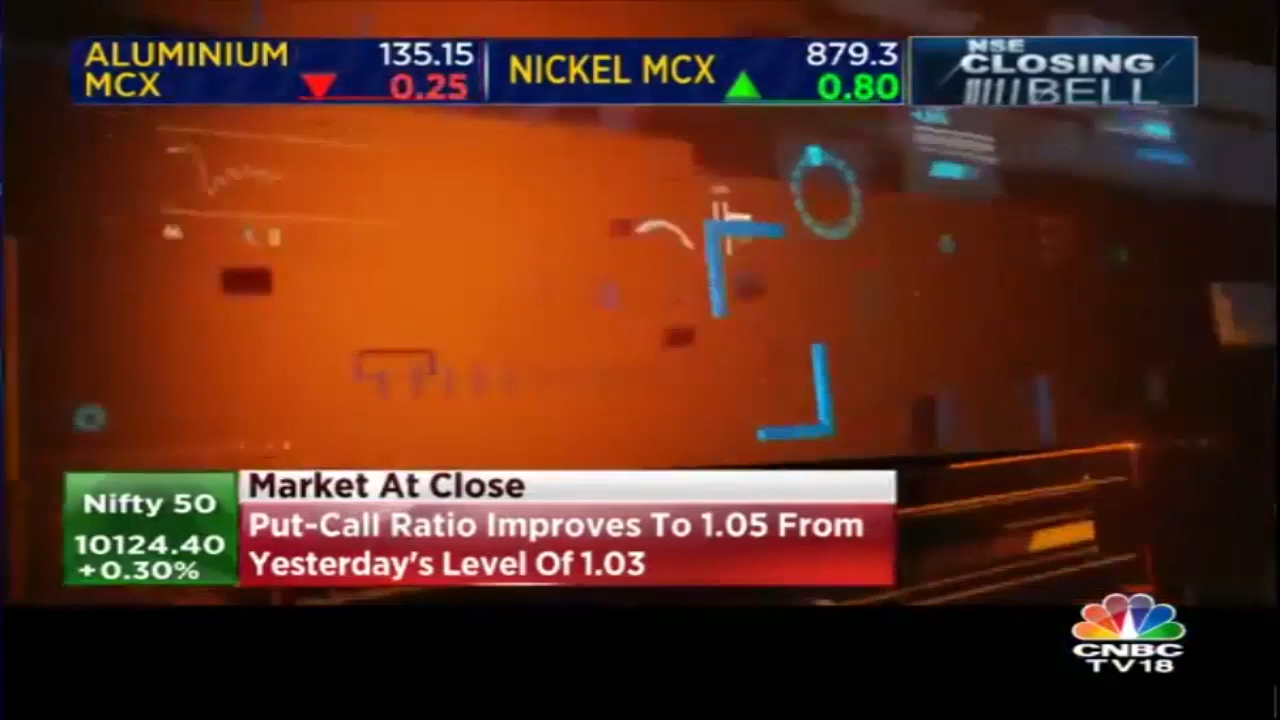 ALUMINIUM 135.15
MCX 0.25
NICKEL MCX 879.3
0.80
NSE
CLOSING
BELL
Nifty 50
10124.40
+0.30%
Market At Close
Put-Call Ratio Improves To 1.05 From
Yesterday's Level Of 1.03
CNBC
TV18